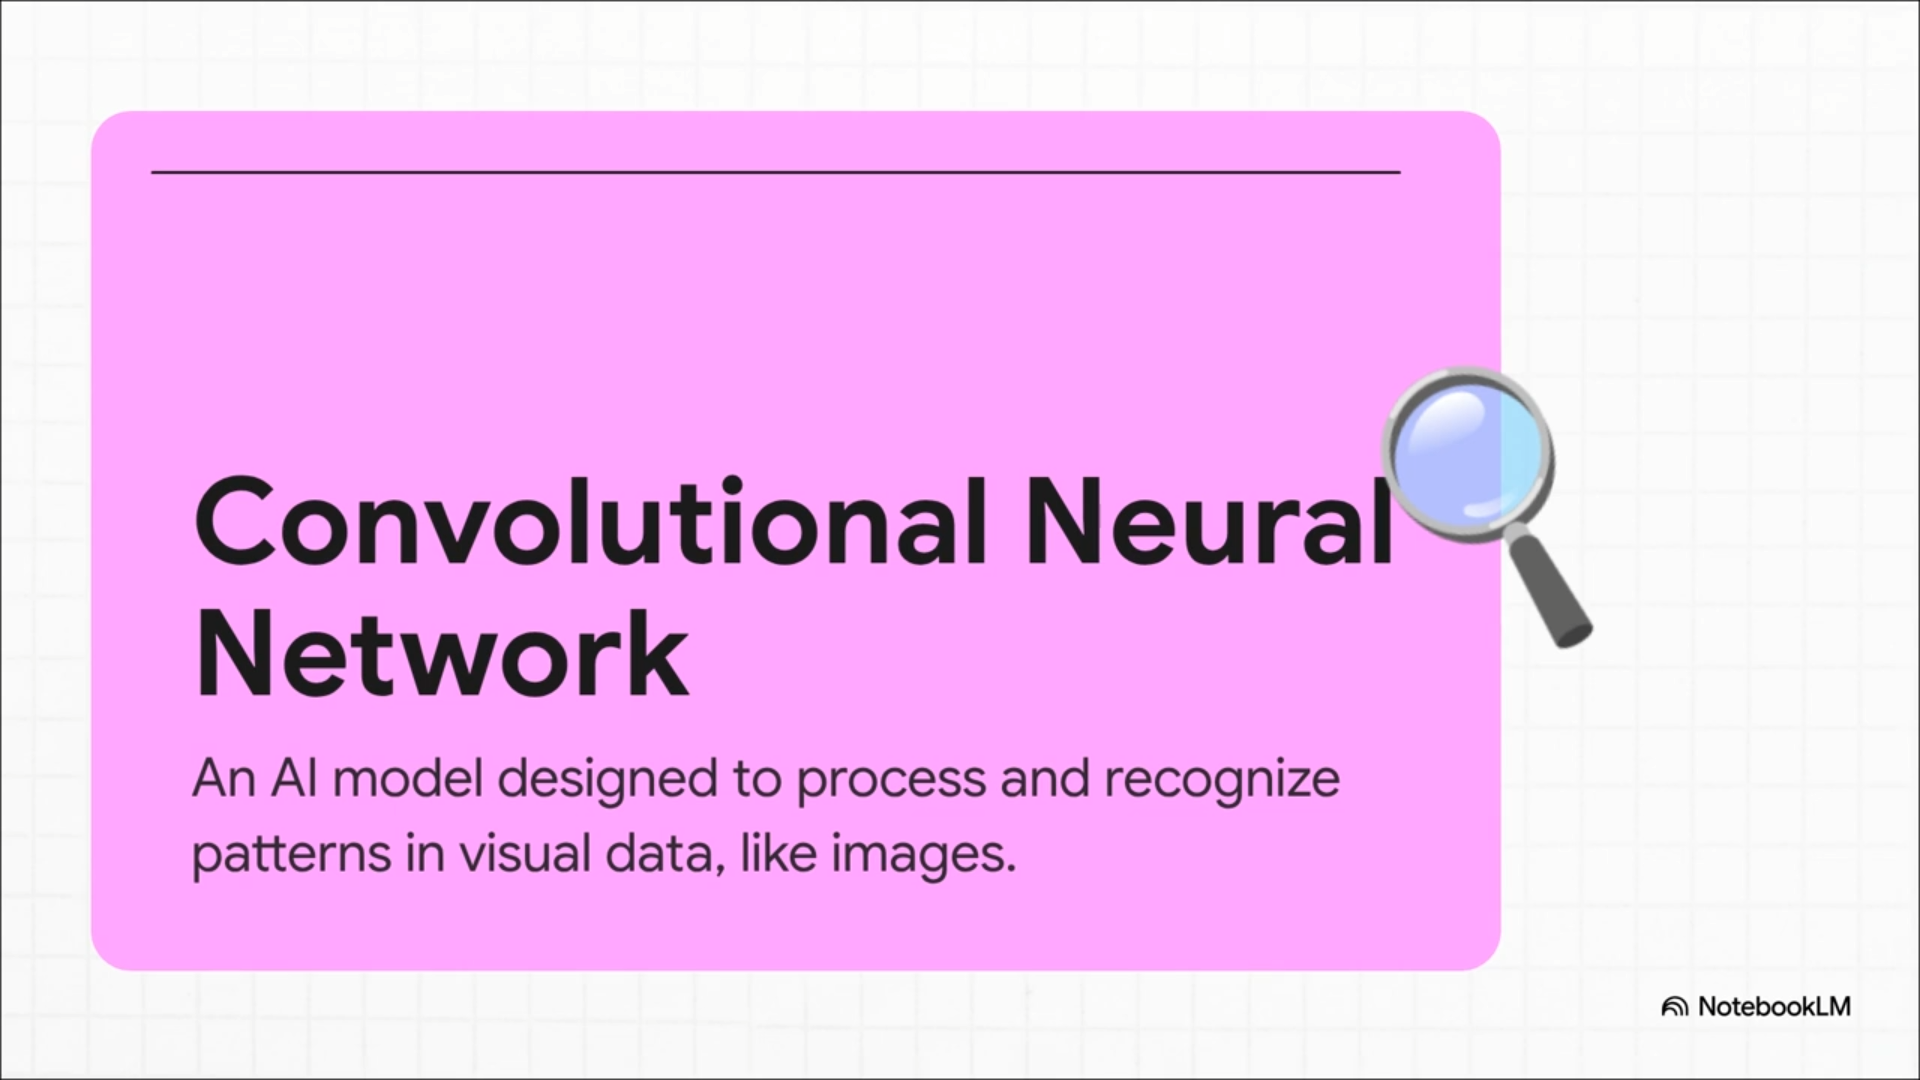 Convolutional Neural
Network
An AI model designed to process and recognize
patterns in visual data, like images.
NotebookLM